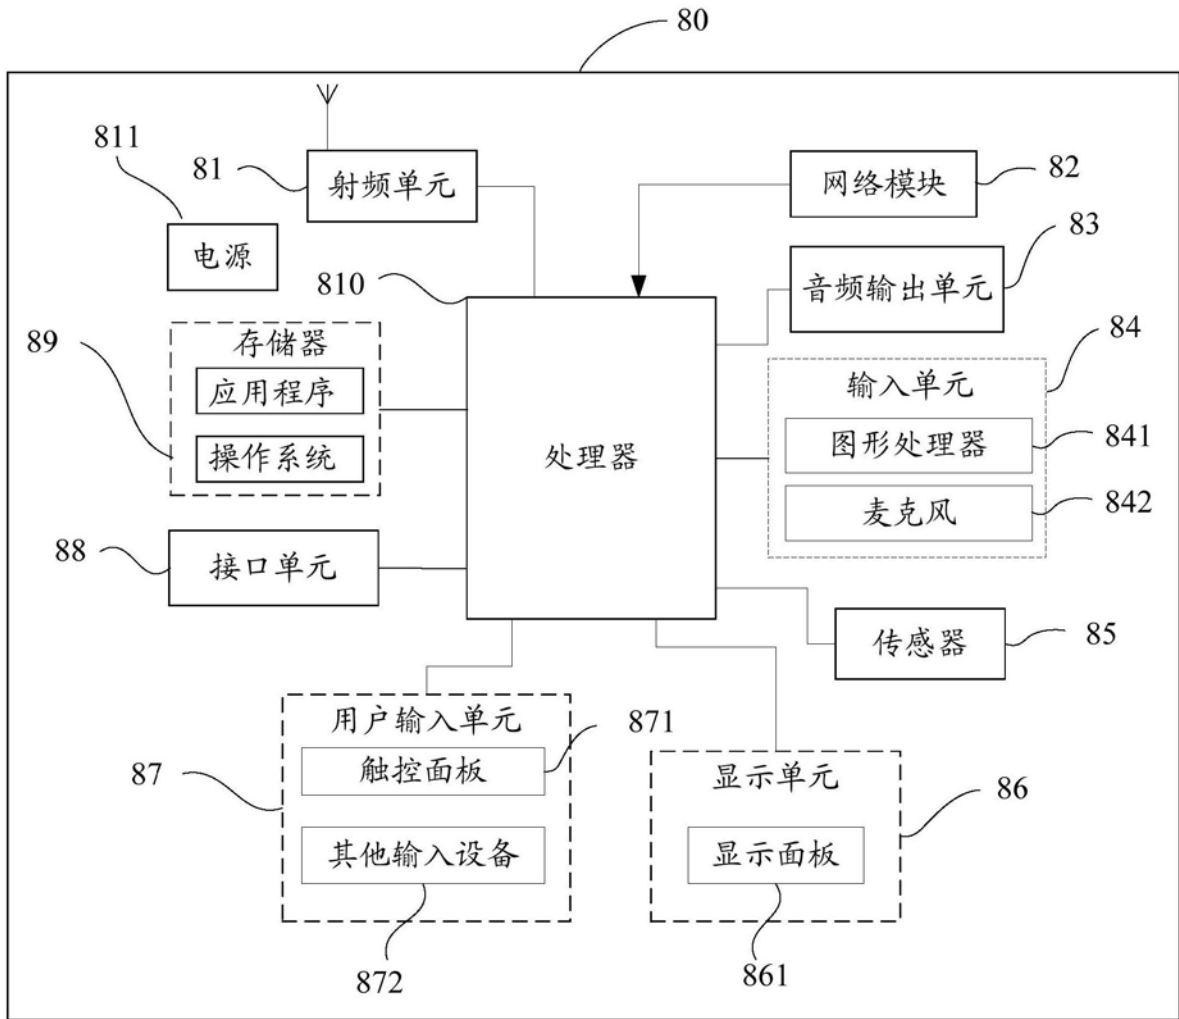 80
811
81
射频单元
网络模块
82
电源
810
音频输出单元
83
89
存储器
应用程序
操作系统
处理器
84
输入单元
图形处理器
841
麦克风
842
88
接口单元
传感器
85
87
用户输入单元
871
触控面板
其他输入设备
872
显示单元
86
显示面板
861